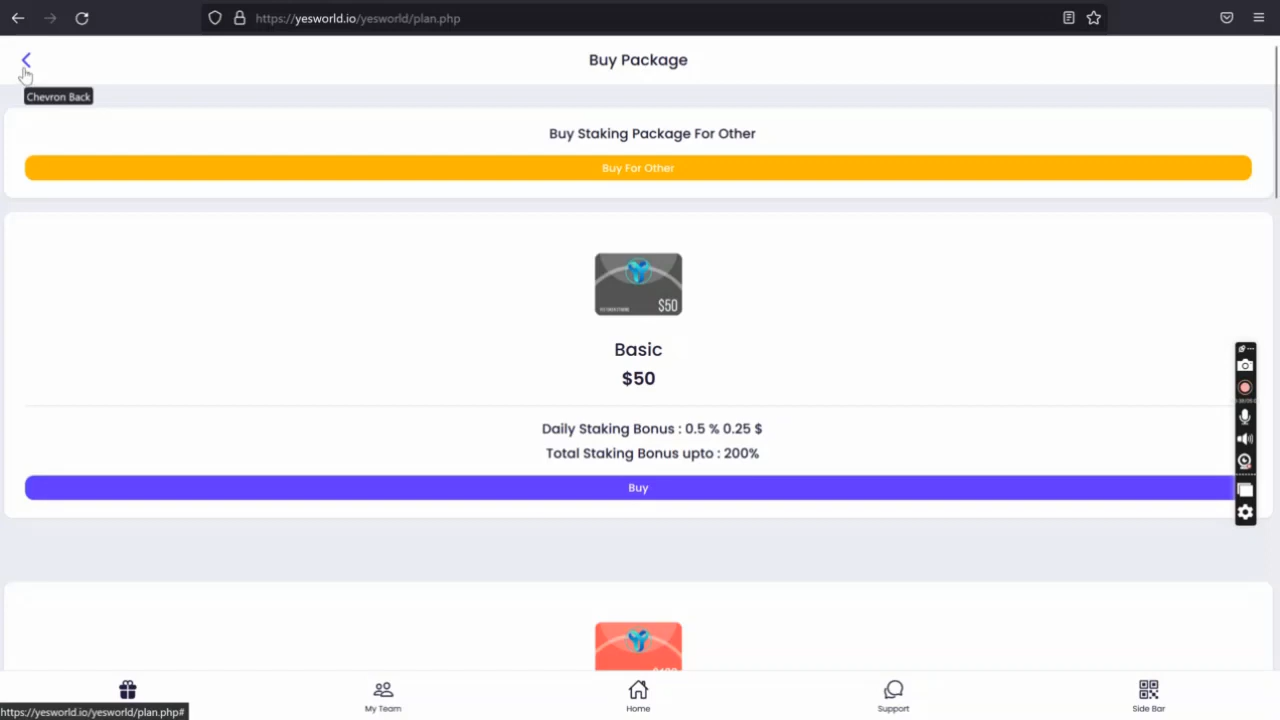 https://yesworld.io/yesworld/plan.php
Buy Package
Chevron Back
Buy Staking Package For Other
Buy For Other
$50
Basic
$50
Daily Staking Bonus : 0.5 % 0.25 $
Total Staking Bonus upto : 200%
Buy
My Team
Home
Support
Side Bar
https://yesworld.io/yesworld/plan.php#